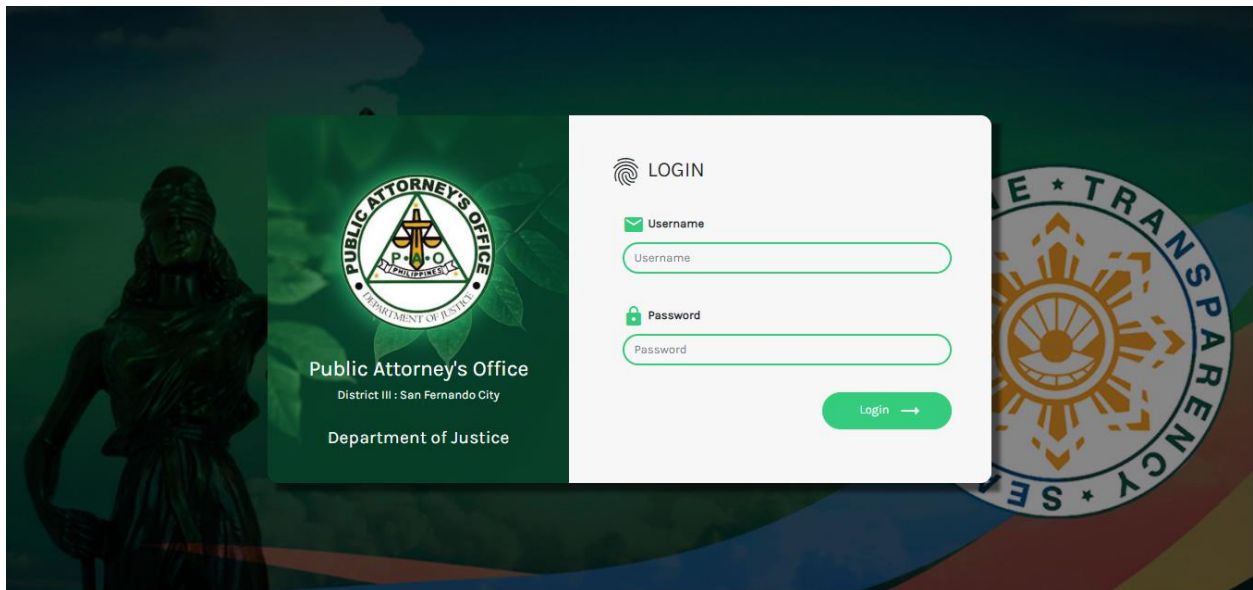 PUBLIC ATTORNEY'S OFFICE
P·A·O
PHILIPPINES
DEPARTMENT OF JUSTICE
Public Attorney's Office
District III : San Fernando City
Department of Justice
LOGIN
Username
Username
Password
Password
Login
TRANSPARENCY